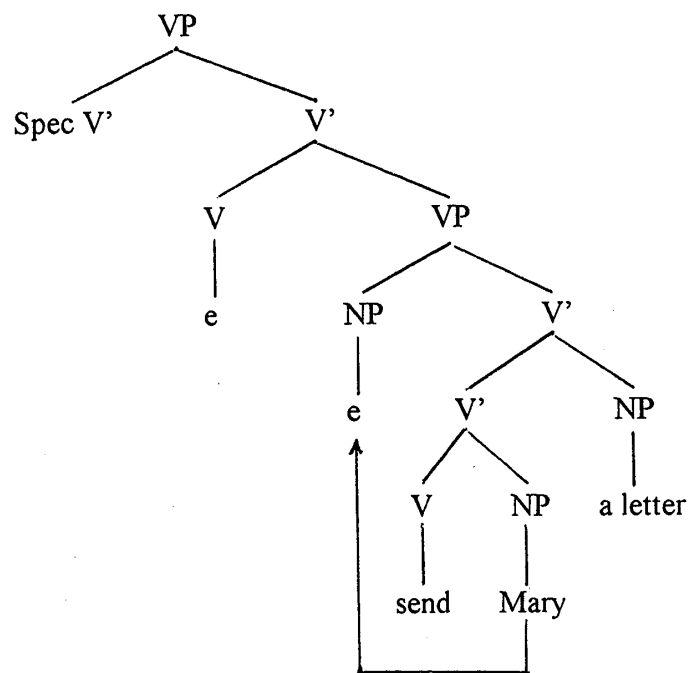 VP
Spec V’ V’
V VP
e NP V’
e V’ NP
V NP a letter
send Mary